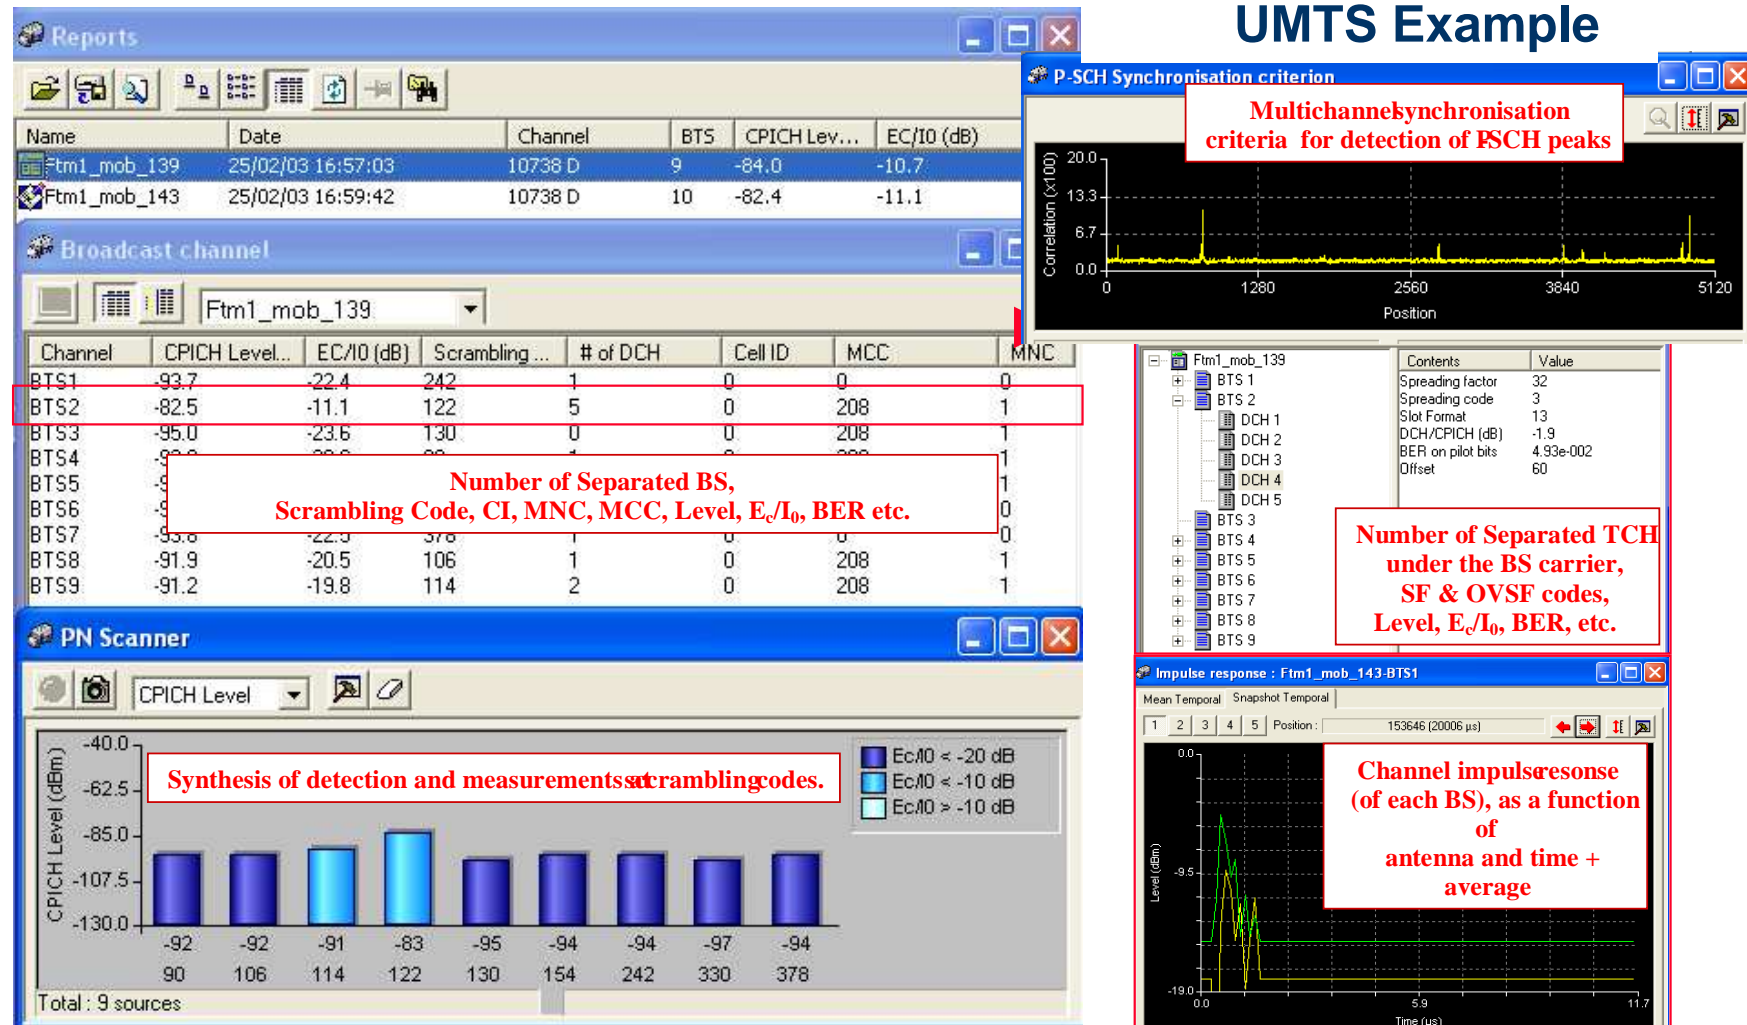 UMTS Example
Reports
Name Date Channel BTS CPICH Lev... EC/I0 (dB)
Ftm1_mob_139 25/02/03 16:57:03 10738 D 9 -84.0 -10.7
Ftm1_mob_143 25/02/03 16:59:42 10738 D 10 -82.4 -11.1
Broadcast channel
Ftm1_mob_139
Channel CPICH Level... EC/I0 (dB) Scrambling ... # of DCH Cell ID MCC MNC
BTS1 -93.7 -22.4 242 1 0 0 0
BTS2 -82.5 -11.1 122 5 0 208 1
BTS3 -95.0 -23.6 130 0 0 208 1
BTS4 1
BTS5 1
BTS6 0
BTS7 -93.8 -22.5 378 1 0 0 0
BTS8 -91.9 -20.5 106 1 0 208 1
BTS9 -91.2 -19.8 114 2 0 208 1
Number of Separated BS,
Scrambling Code, CI, MNC, MCC, Level, Ec/I0, BER etc.
PN Scanner
CPICH Level
CPICH Level (dBm)
-40.0
-62.5
-85.0
-107.5
-130.0
Synthesis of detection and measurements at scrambling codes.
Ec/I0 < -20 dB
Ec/I0 < -10 dB
Ec/I0 > -10 dB
-92 -92 -91 -83 -95 -94 -94 -97 -94
90 106 114 122 130 154 242 330 378
Total : 9 sources
P-SCH Synchronisation criterion
Multichannel synchronisation
criteria for detection of P-SCH peaks
Correlation (x100)
20.0
13.3
6.7
0.0
0 1280 2560 3840 5120
Position
Ftm1_mob_139
BTS 1
BTS 2
DCH 1
DCH 2
DCH 3
DCH 4
DCH 5
BTS 3
BTS 4
BTS 5
BTS 6
BTS 7
BTS 8
BTS 9
Contents Value
Spreading factor 32
Spreading code 3
Slot Format 13
DCH/CPICH (dB) -1.9
BER on pilot bits 4.93e-002
Offset 60
Number of Separated TCH
under the BS carrier,
SF & OVSF codes,
Level, Ec/I0, BER, etc.
Impulse response : Ftm1_mob_143-BTS1
Mean Temporal Snapshot Temporal
1 2 3 4 5 Position : 153646 (20006 µs)
Channel impulse resonse
(of each BS), as a function
of
antenna and time +
average
Level (dBm)
0.0
-9.5
-19.0
0.0 5.9 11.7
Time (µs)